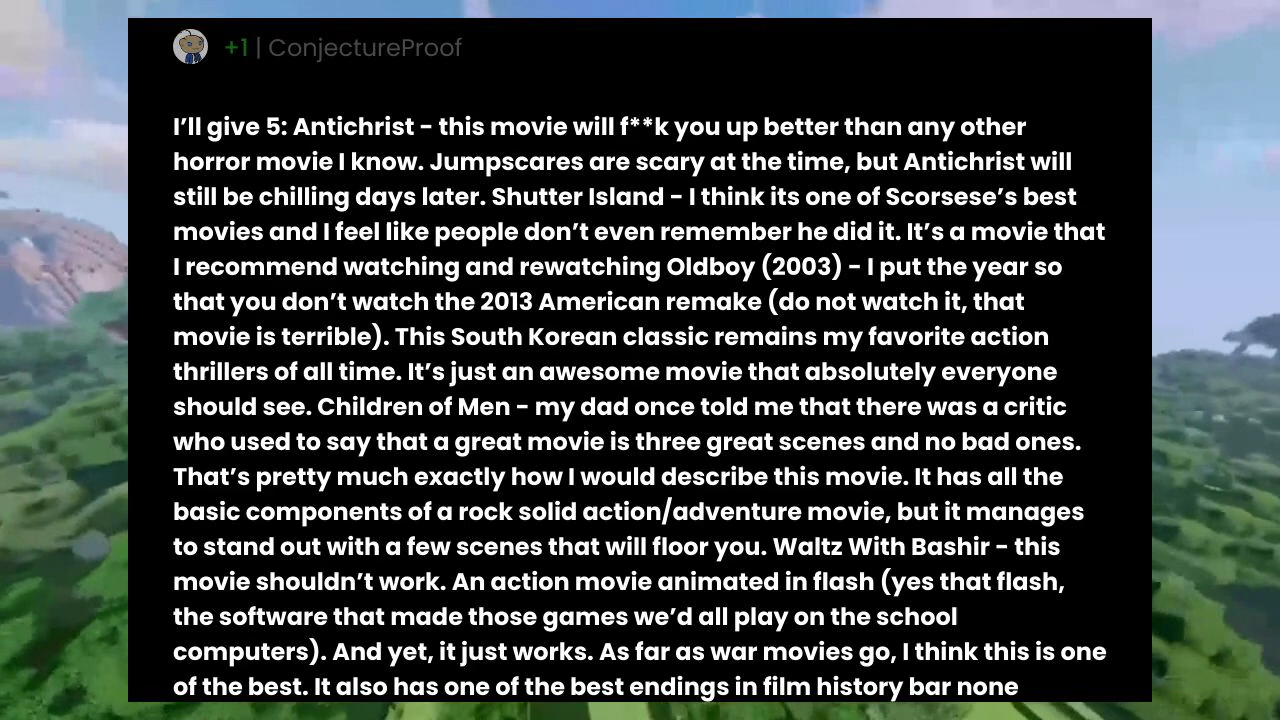 +1 | ConjectureProof
I’ll give 5: Antichrist - this movie will f**k you up better than any other
horror movie I know. Jumpscares are scary at the time, but Antichrist will
still be chilling days later. Shutter Island - I think its one of Scorsese’s best
movies and I feel like people don’t even remember he did it. It’s a movie that
I recommend watching and rewatching Oldboy (2003) - I put the year so
that you don’t watch the 2013 American remake (do not watch it, that
movie is terrible). This South Korean classic remains my favorite action
thrillers of all time. It’s just an awesome movie that absolutely everyone
should see. Children of Men - my dad once told me that there was a critic
who used to say that a great movie is three great scenes and no bad ones.
That’s pretty much exactly how I would describe this movie. It has all the
basic components of a rock solid action/adventure movie, but it manages
to stand out with a few scenes that will floor you. Waltz With Bashir - this
movie shouldn’t work. An action movie animated in flash (yes that flash,
the software that made those games we’d all play on the school
computers). And yet, it just works. As far as war movies go, I think this is one
of the best. It also has one of the best endings in film history bar none